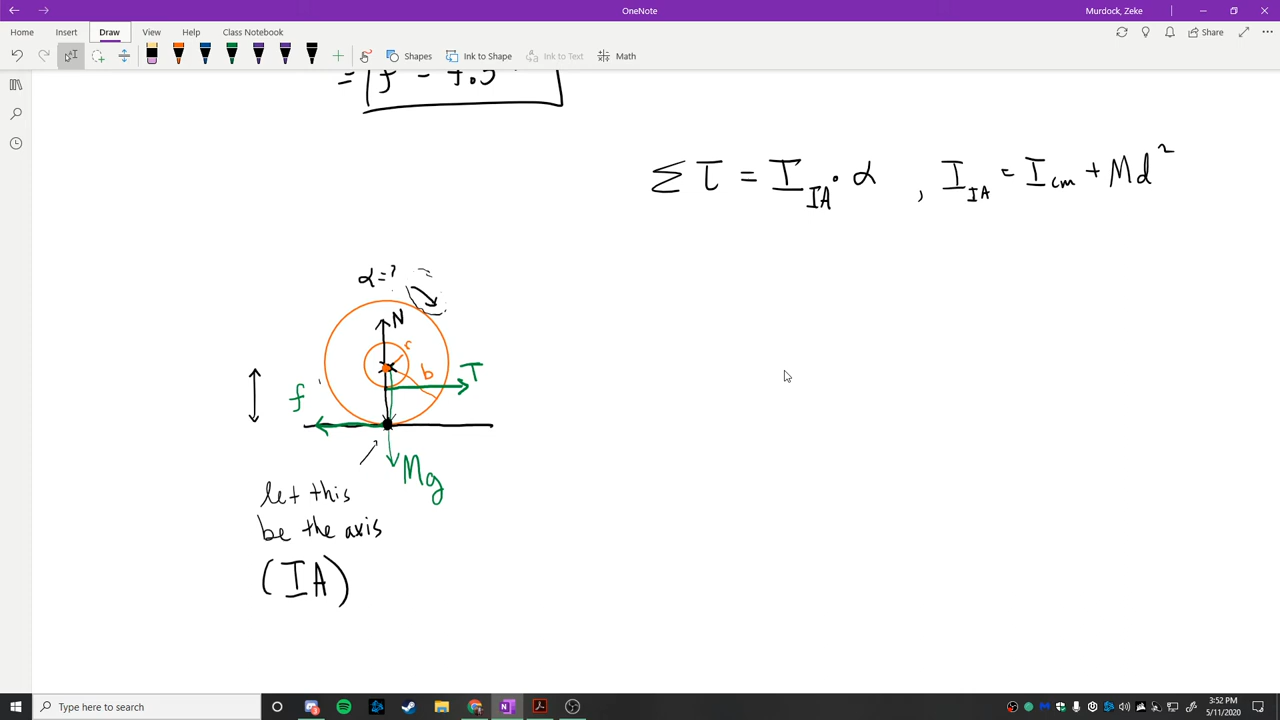 OneNote
Murdock, Zeke
Home Insert Draw View Help Class Notebook
Share
Shapes Ink to Shape Ink to Text Math
Σ τ = I_IA · α , I_IA = I_cm + Md²
α = ?
N
r
b
T
f
Mg
let this
be the axis
(IA)
Type here to search
3:52 PM
5/11/2020